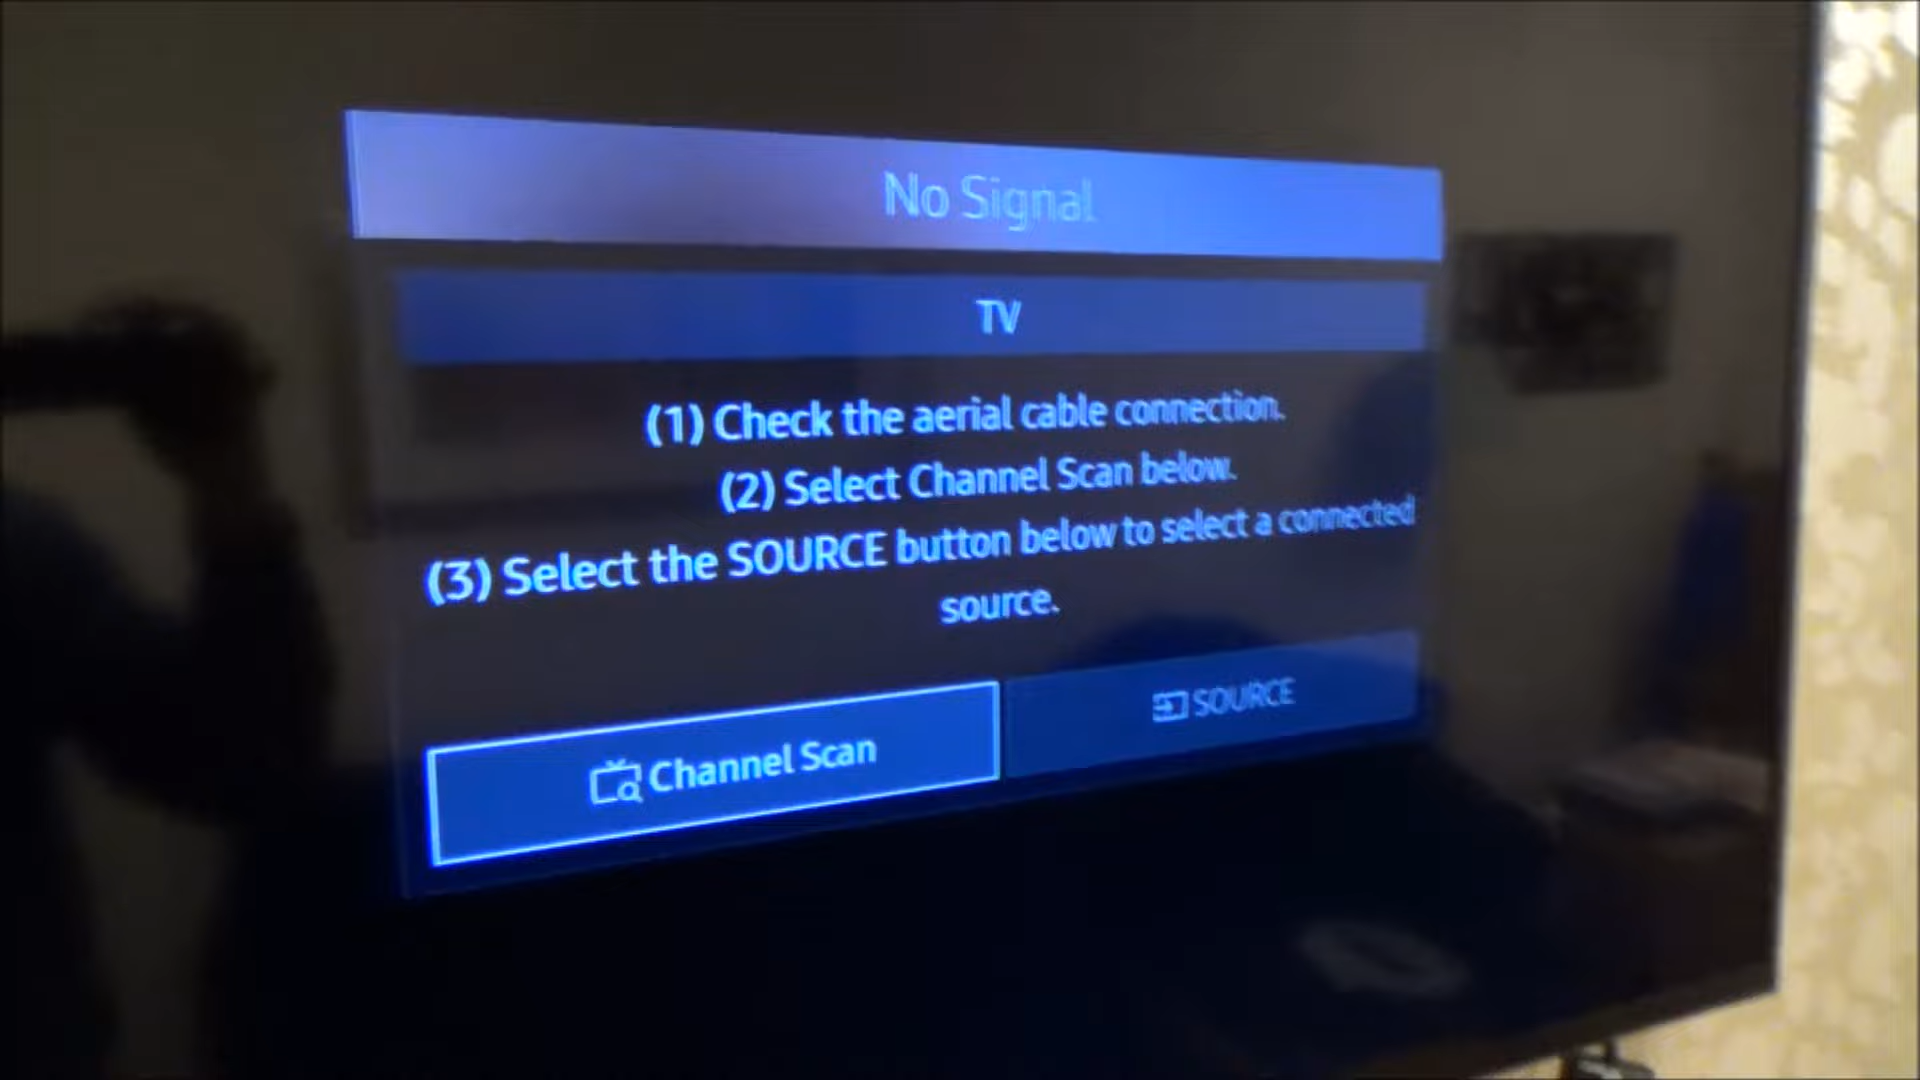 No Signal
TV
(1) Check the aerial cable connection.
(2) Select Channel Scan below.
(3) Select the SOURCE button below to select a connected
source.
Channel Scan
SOURCE